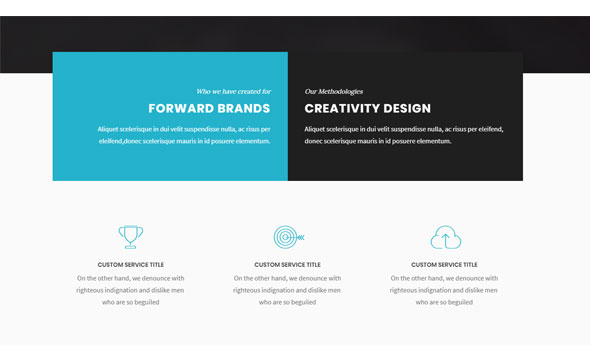 Who we have created for
FORWARD BRANDS
Aliquet scelerisque in dui velit suspendisse nulla, ac risus per
eleifend,donec scelerisque mauris in id posuere elementum.
Our Methodologies
CREATIVITY DESIGN
Aliquet scelerisque in dui velit suspendisse nulla, ac risus per eleifend,
donec scelerisque mauris in id posuere elementum.
CUSTOM SERVICE TITLE
On the other hand, we denounce with
righteous indignation and dislike men
who are so beguiled
CUSTOM SERVICE TITLE
On the other hand, we denounce with
righteous indignation and dislike men
who are so beguiled
CUSTOM SERVICE TITLE
On the other hand, we denounce with
righteous indignation and dislike men
who are so beguiled